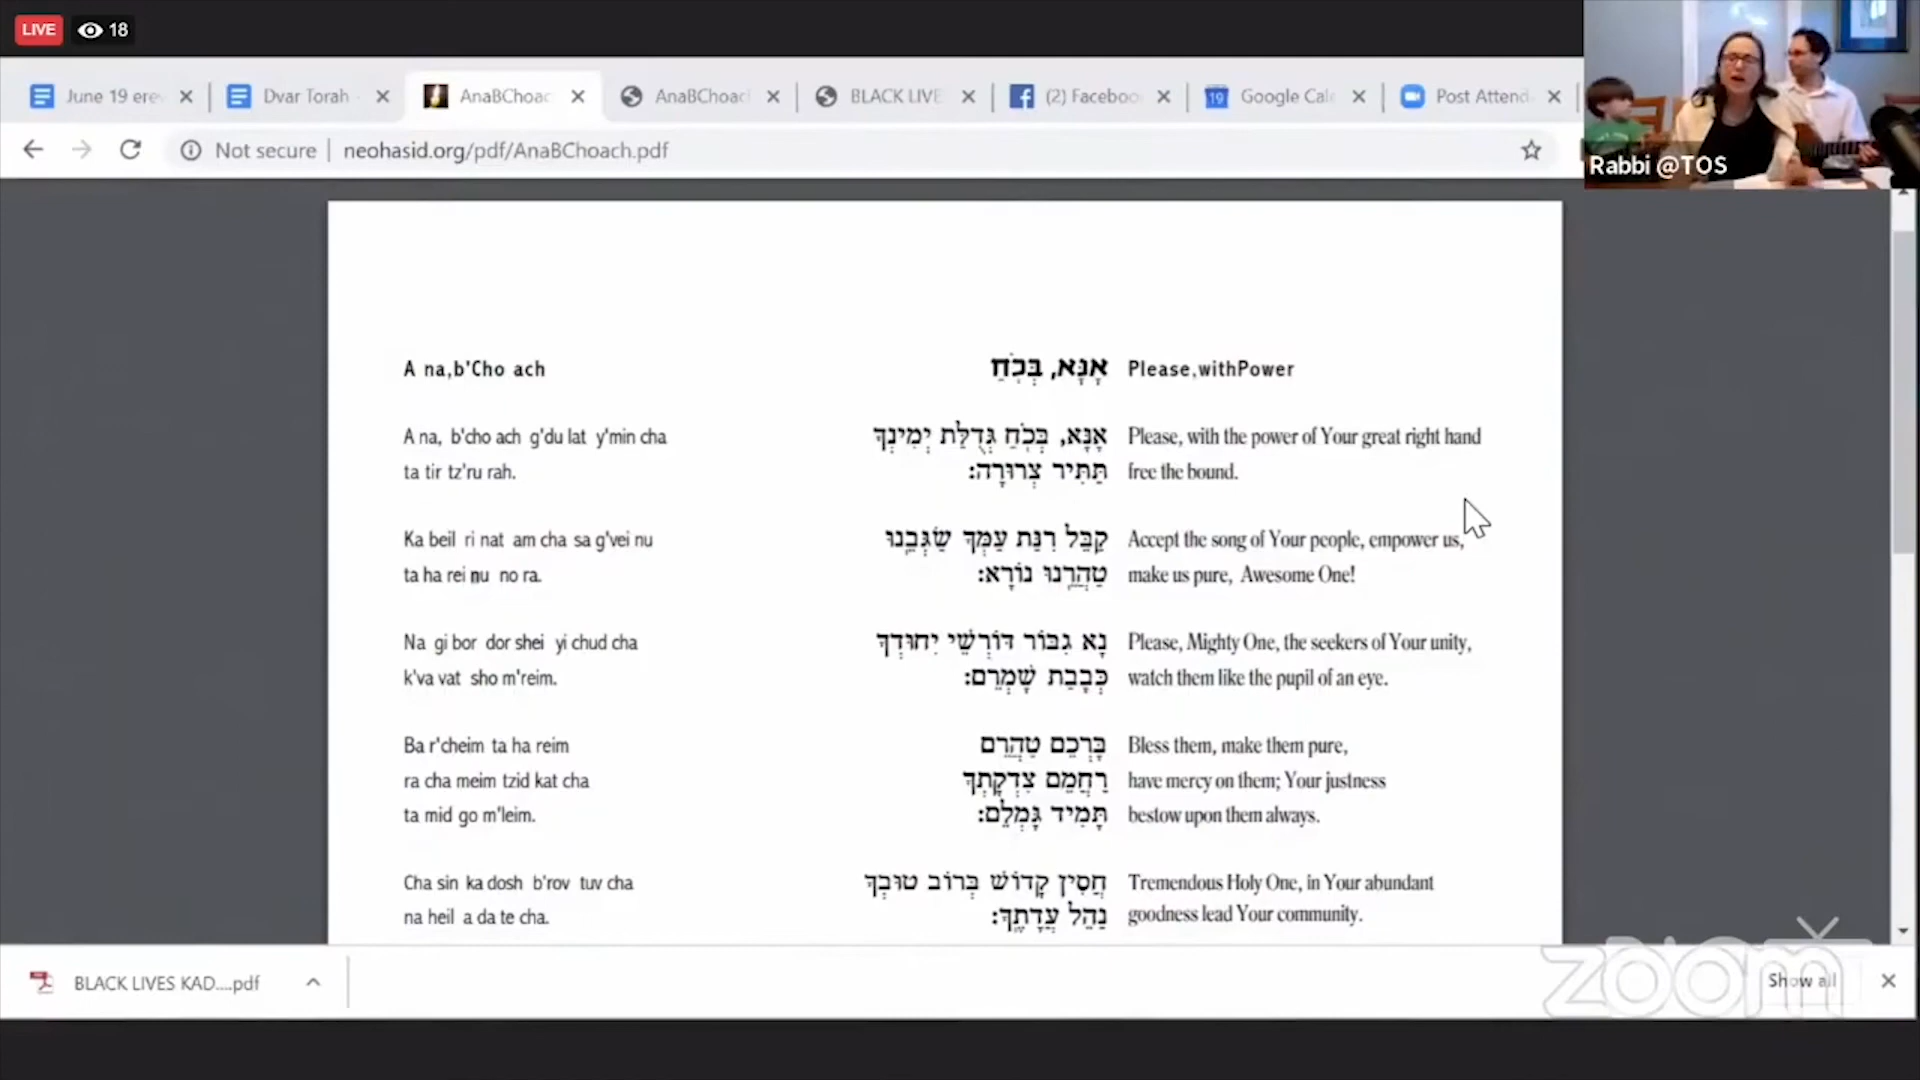 LIVE 18
June 19 ere
Dvar Torah
AnaBChoac
AnaBChoac
BLACK LIVE
(2) Faceboo
19
Google Cal
Post Attend
Rabbi @TOS
Not secure
neohasid.org/pdf/AnaBChoach.pdf
A na,b'Cho ach
אָנָּא, בְּכֹחַ
Please,withPower
A na, b'cho ach g'du lat y'min cha
ta tir tz'ru rah.
אָנָּא, בְּכֹחַ גְּדֻלַּת יְמִינְךָ
תַּתִּיר צְרוּרָה:
Please, with the power of Your great right hand
free the bound.
Ka beil ri nat am cha sa g'vei nu
ta ha rei nu no ra.
קַבֵּל רִנַּת עַמְּךָ שַׂגְּבֵנוּ
טַהֲרֵנוּ נוֹרָא:
Accept the song of Your people, empower us,
make us pure, Awesome One!
Na gi bor dor shei yi chud cha
k'va vat sho m'reim.
נָא גִבּוֹר דּוֹרְשֵׁי יִחוּדְךָ
כְּבָבַת שָׁמְרֵם:
Please, Mighty One, the seekers of Your unity,
watch them like the pupil of an eye.
Ba r'cheim ta ha reim
ra cha meim tzid kat cha
ta mid go m'leim.
בָּרְכֵם טַהֲרֵם
רַחֲמֵם צִדְקָתְךָ
תָּמִיד גָּמְלֵם:
Bless them, make them pure,
have mercy on them; Your justness
bestow upon them always.
Cha sin ka dosh b'rov tuv cha
na heil a da te cha.
חֲסִין קָדוֹשׁ בְּרוֹב טוּבְךָ
נַהֵל עֲדָתֶךָ:
Tremendous Holy One, in Your abundant
goodness lead Your community.
BLACK LIVES KAD....pdf
Show all
zoom